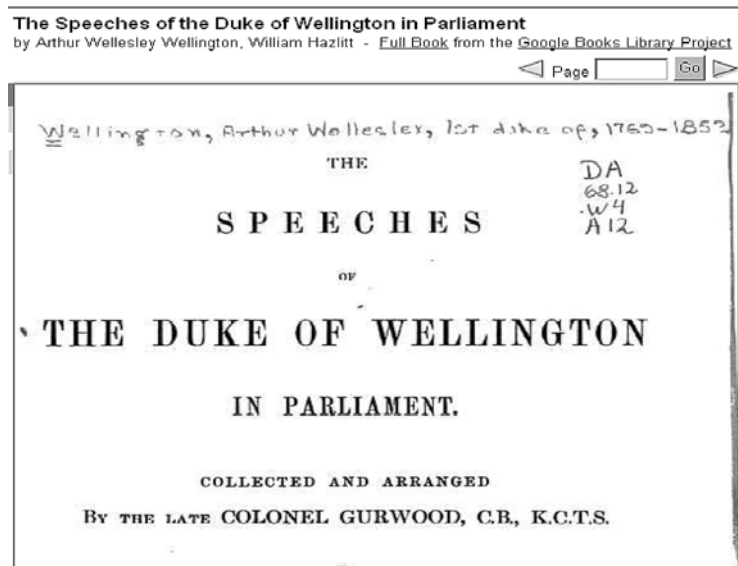 The Speeches of the Duke of Wellington in Parliament
by Arthur Wellesley Wellington, William Hazlitt - Full Book from the Google Books Library Project
Page Go
Wellington, Arthur Wellesley, 1st duke of, 1769-1852
THE
DA
68.12
.W4
A12
SPEECHES
OF
THE DUKE OF WELLINGTON
IN PARLIAMENT.
COLLECTED AND ARRANGED
BY THE LATE COLONEL GURWOOD, C.B., K.C.T.S.